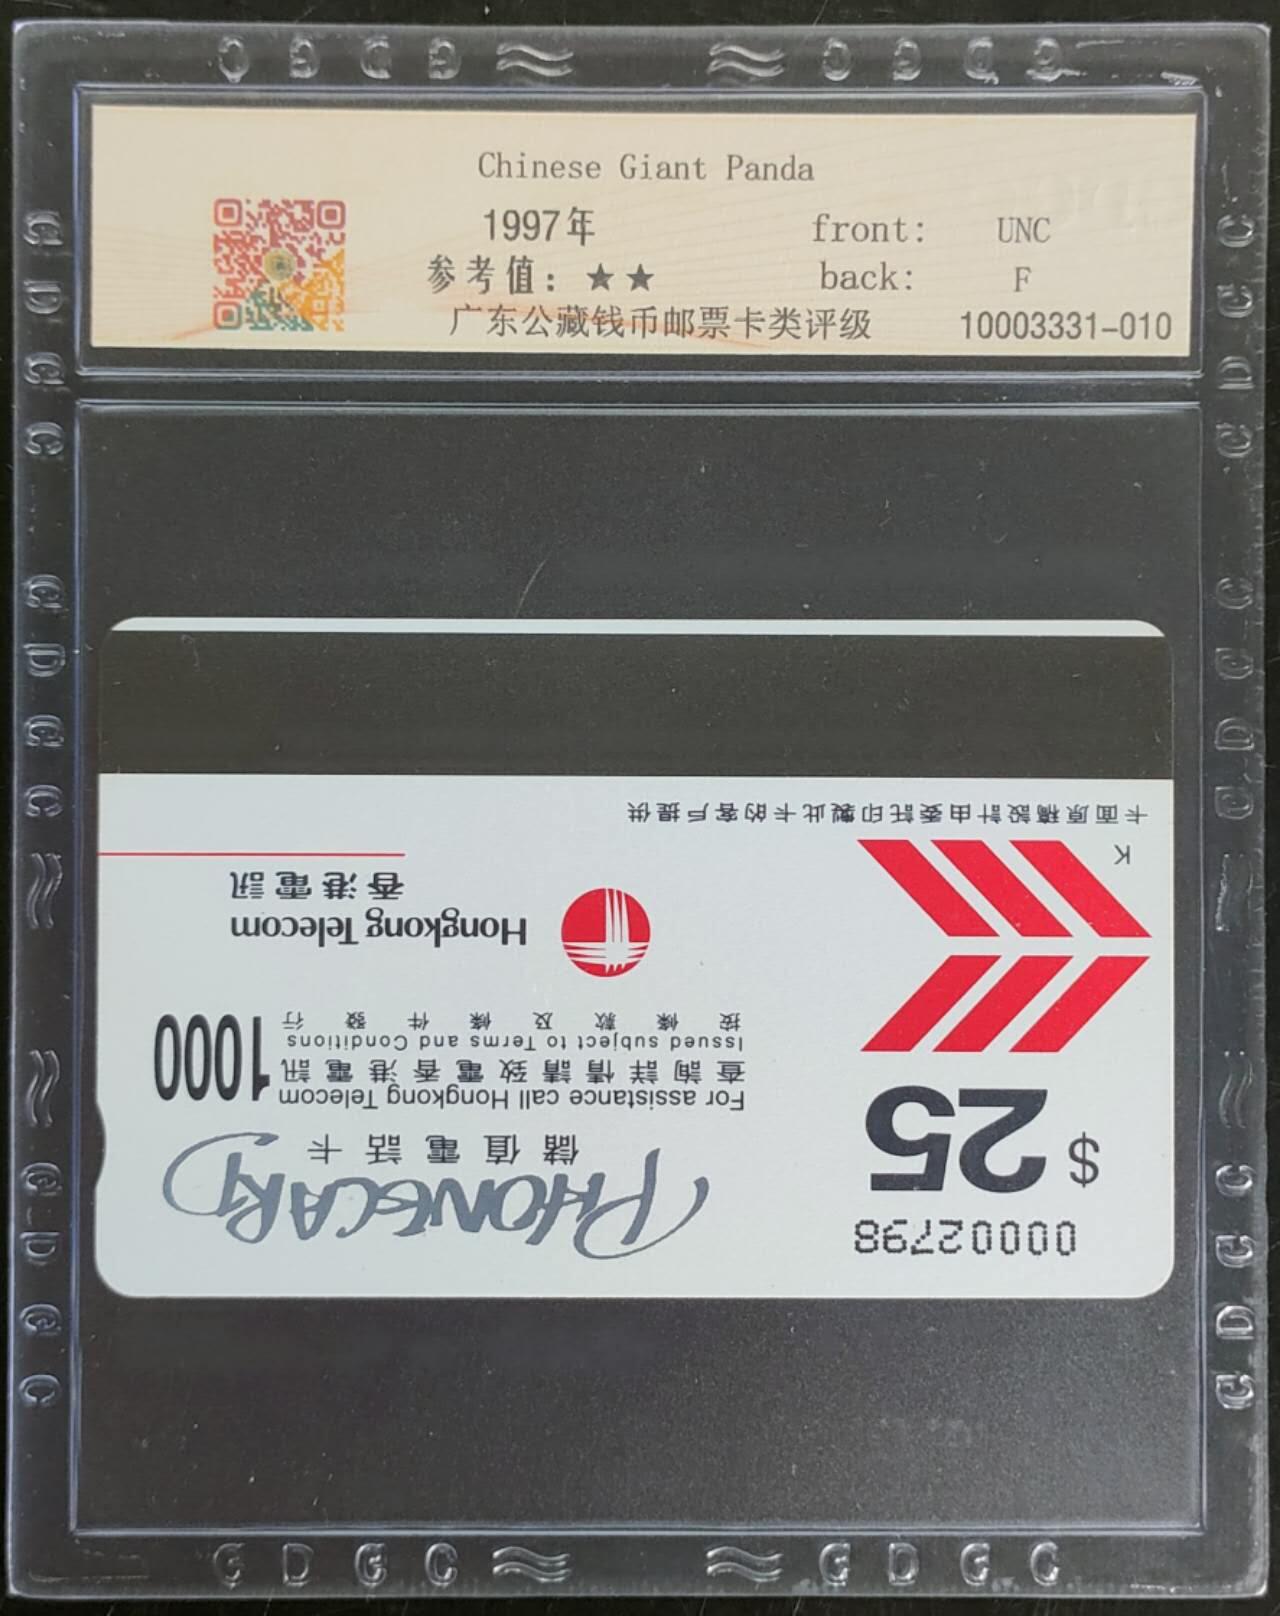 Chinese Giant Panda
1997年 front: UNC
参考值：★★ back: F
广东公藏钱币邮票卡类评级 10003331-010
00002798
$25
PHONECARD
儲值電話卡
For assistance call Hongkong Telecom
查詢詳情請致電香港電訊
1000
Issued subject to Terms and Conditions
按條款及條件發行
Hongkong Telecom
香港電訊
K
卡面原稿設計由委託印製此卡的客戶提供
GDGC GDGC